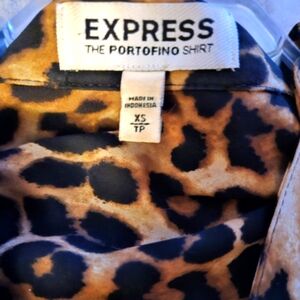 EXPRESS
THE PORTOFINO SHIRT
MADE IN
INDONESIA
XS
TP